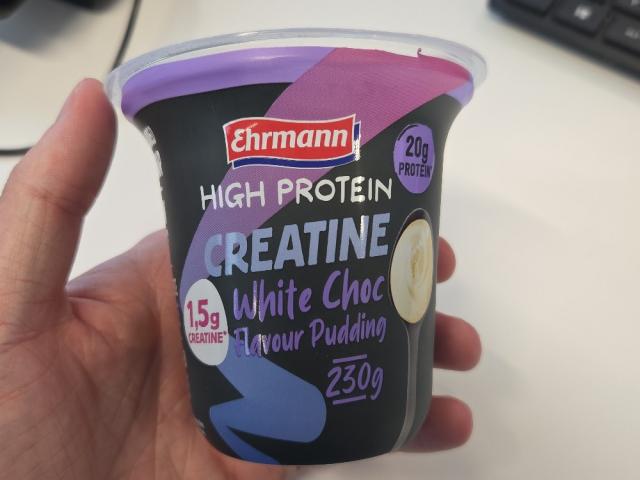 Ehrmann
20g
PROTEIN*
HIGH PROTEIN
CREATINE
White Choc
Flavour Pudding
1,5g
CREATINE*
230g